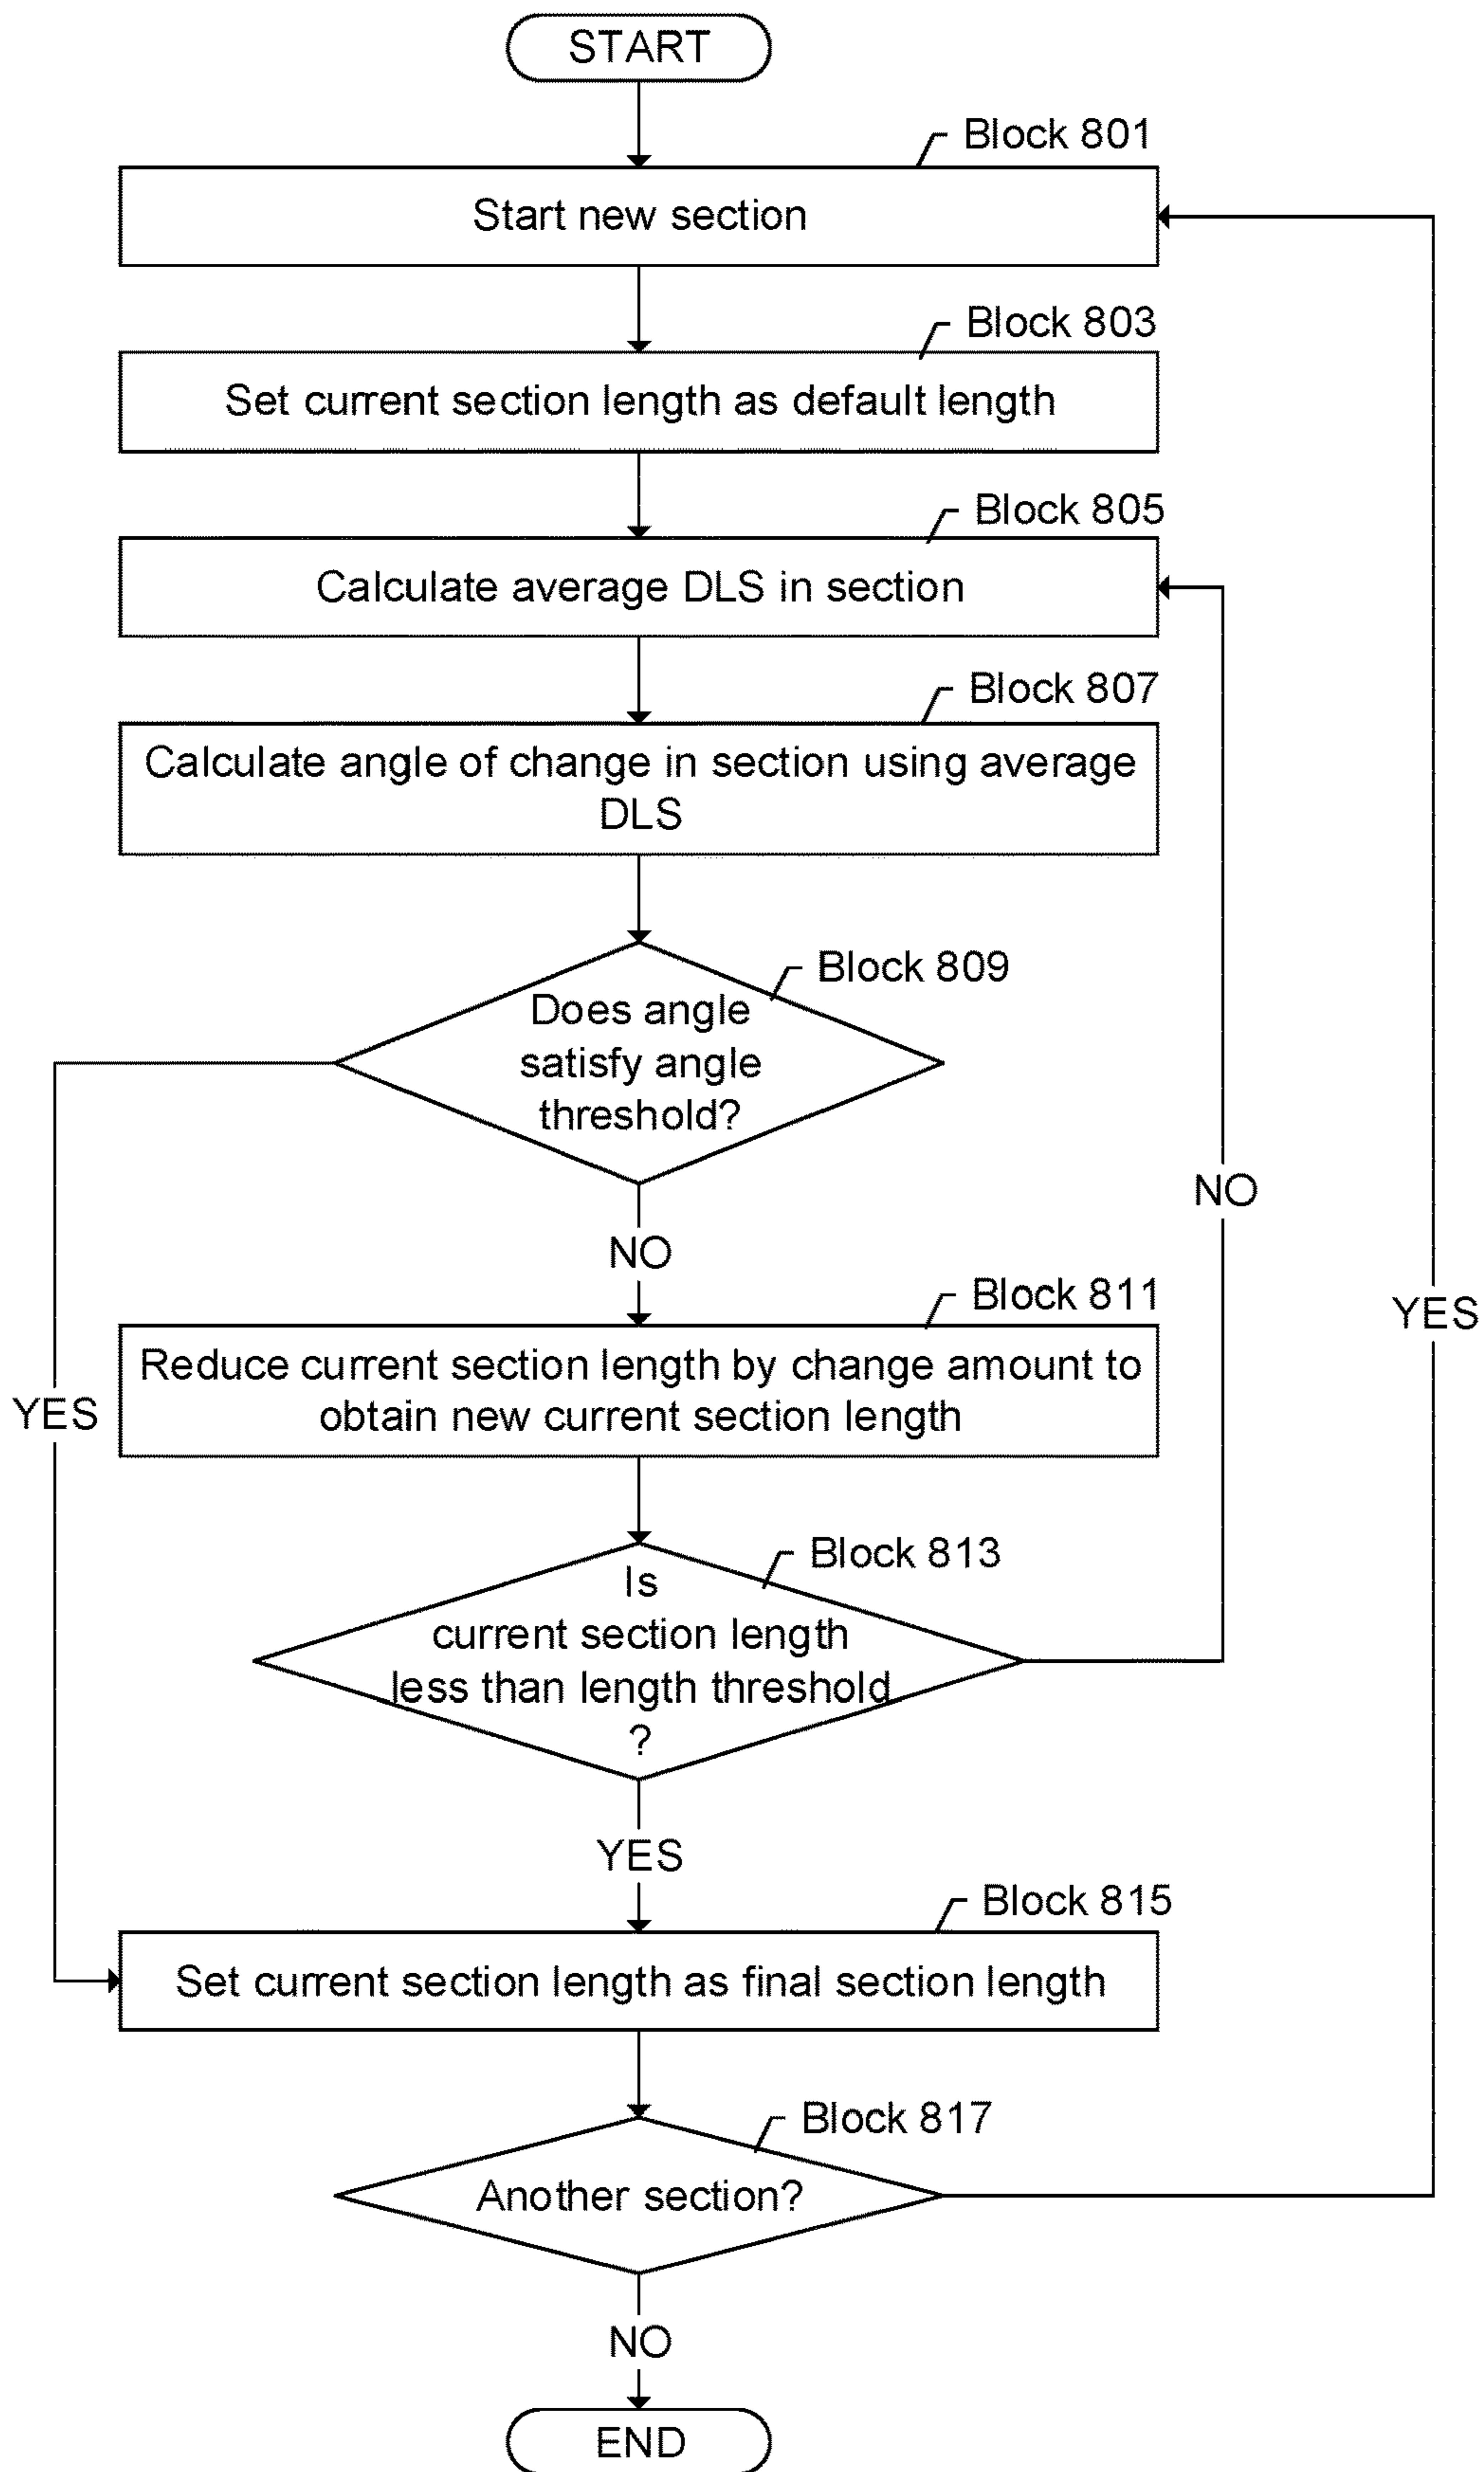 START
Block 801
Start new section
Block 803
Set current section length as default length
Block 805
Calculate average DLS in section
Block 807
Calculate angle of change in section using average
DLS
Block 809
Does angle
satisfy angle
threshold?
NO
NO
Block 811
YES
Reduce current section length by change amount to
obtain new current section length
YES
Block 813
Is
current section length
less than length threshold
?
YES
Block 815
Set current section length as final section length
Block 817
Another section?
NO
END